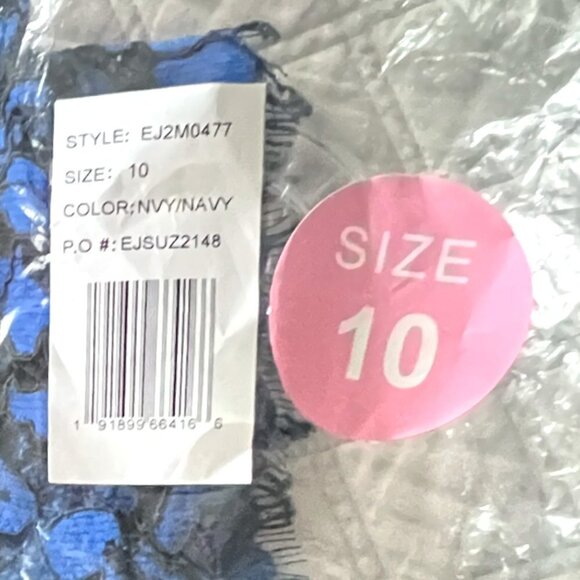 STYLE: EJ2M0477
SIZE: 10
COLOR:NVY/NAVY
P.O #: EJSUZ2148
1 91899 66416 6
SIZE
10